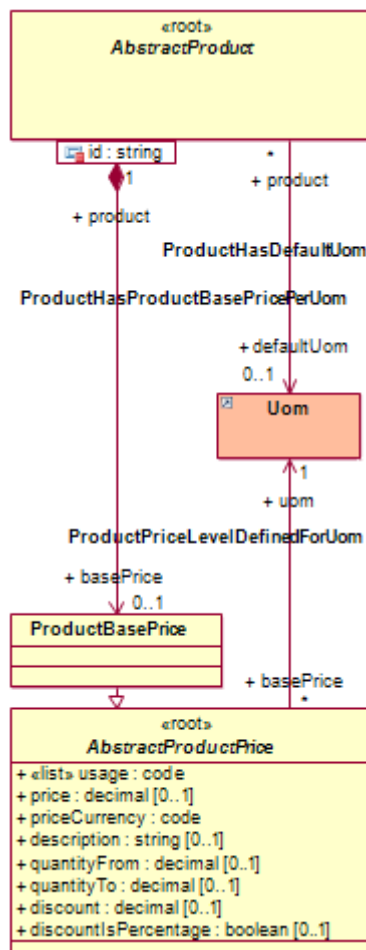 «root»
AbstractProduct
id : string
1
*
+ product
+ product
ProductHasDefaultUom
ProductHasProductBasePricePerUom
+ defaultUom
0..1
Uom
1
+ uom
ProductPriceLevelDefinedForUom
+ basePrice
0..1
ProductBasePrice
+ basePrice
*
«root»
AbstractProductPrice
+ «list» usage : code
+ price : decimal [0..1]
+ priceCurrency : code
+ description : string [0..1]
+ quantityFrom : decimal [0..1]
+ quantityTo : decimal [0..1]
+ discount : decimal [0..1]
+ discountIsPercentage : boolean [0..1]